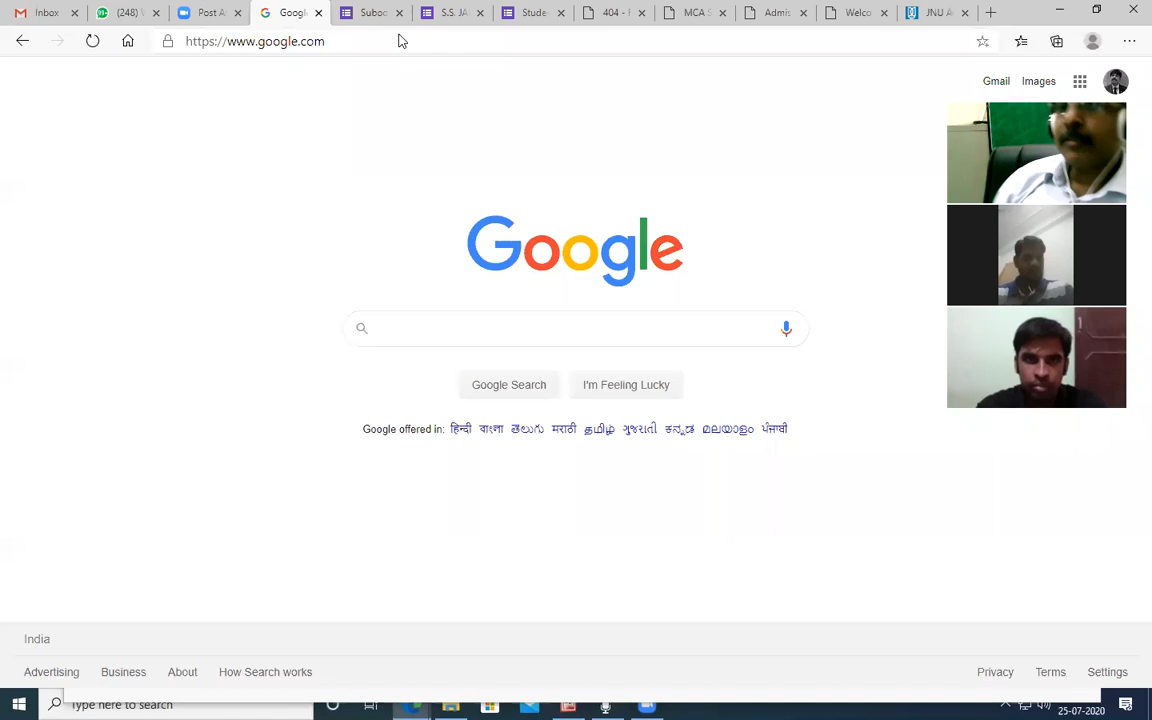 Inbox
(248)
Post A
Googl
Suboo
S.S. JA
Stude
404 -
MCA S
Admis
Welco
JNU A
https://www.google.com
Gmail Images
Google
Google Search I'm Feeling Lucky
Google offered in: हिन्दी বাংলা తెలుగు मराठी தமிழ் ગુજરાતી ಕನ್ನಡ മലയാളം ਪੰਜਾਬੀ
India
Advertising Business About How Search works Privacy Terms Settings
Type here to search
25-07-2020